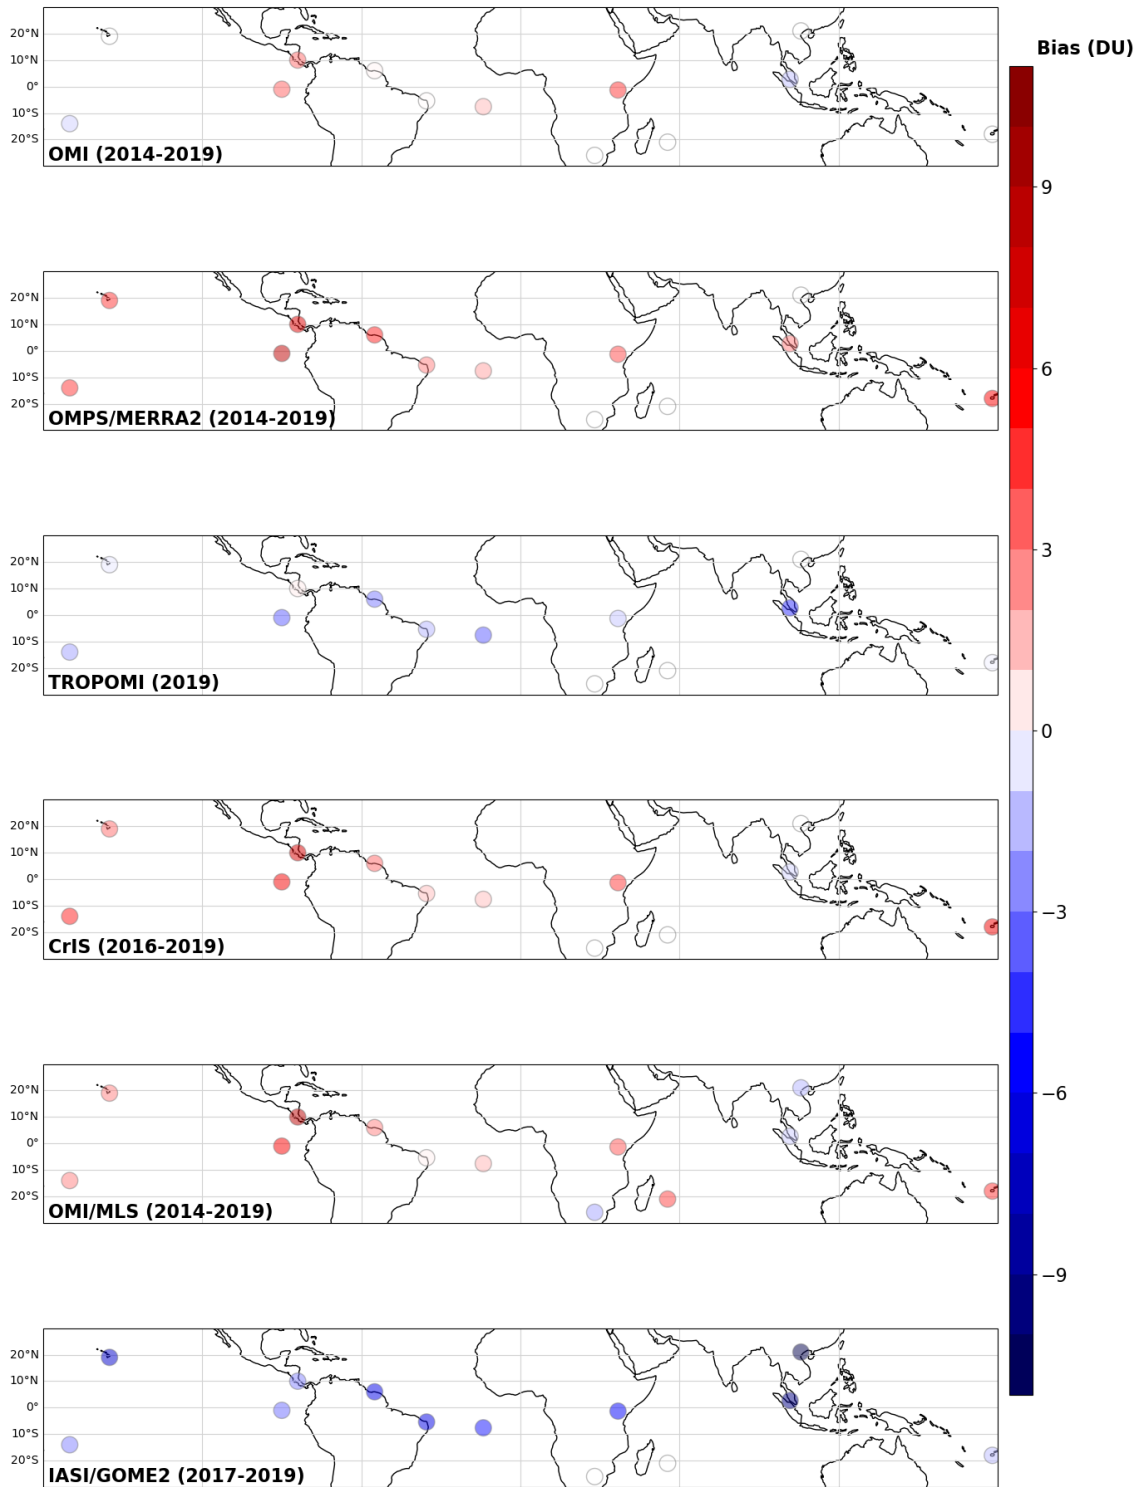 20°N
10°N
0°
10°S
20°S
OMI (2014-2019)
20°N
10°N
0°
10°S
20°S
OMPS/MERRA2 (2014-2019)
20°N
10°N
0°
10°S
20°S
TROPOMI (2019)
20°N
10°N
0°
10°S
20°S
CrIS (2016-2019)
20°N
10°N
0°
10°S
20°S
OMI/MLS (2014-2019)
20°N
10°N
0°
10°S
20°S
IASI/GOME2 (2017-2019)
Bias (DU)
9
6
3
0
−3
−6
−9